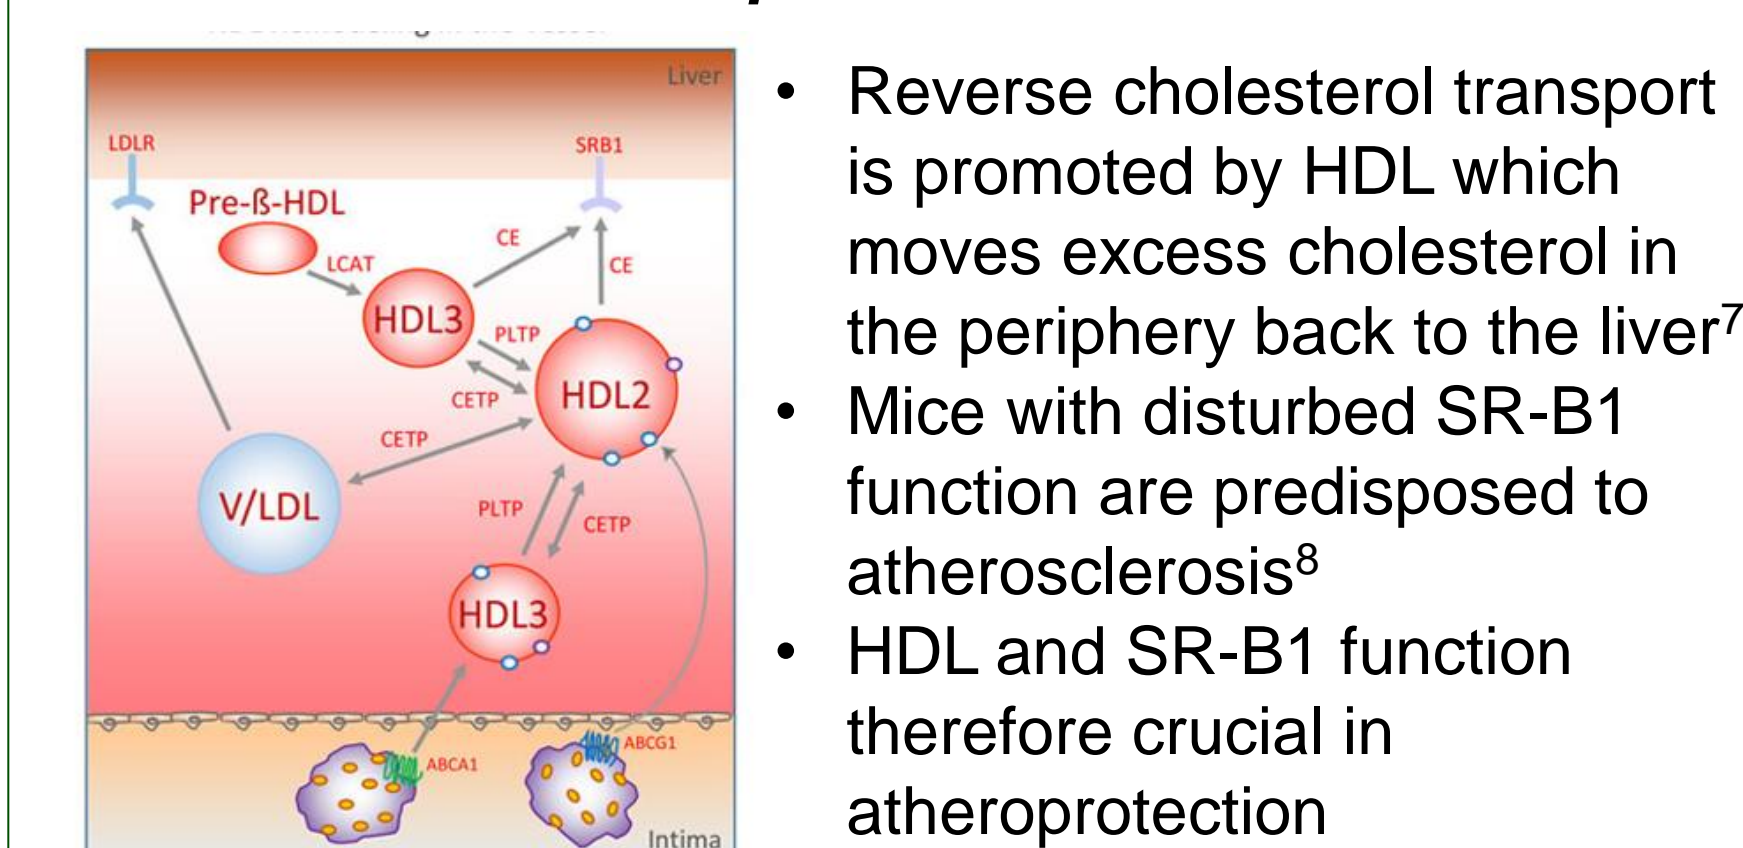 Liver
LDLR
SRB1
Pre-ß-HDL
CE
LCAT
CE
HDL3
PLTP
HDL2
CETP
CETP
V/LDL
PLTP
CETP
HDL3
ABCG1
ABCA1
Intima
• Reverse cholesterol transport
is promoted by HDL which
moves excess cholesterol in
the periphery back to the liver⁷
• Mice with disturbed SR-B1
function are predisposed to
atherosclerosis⁸
• HDL and SR-B1 function
therefore crucial in
atheroprotection